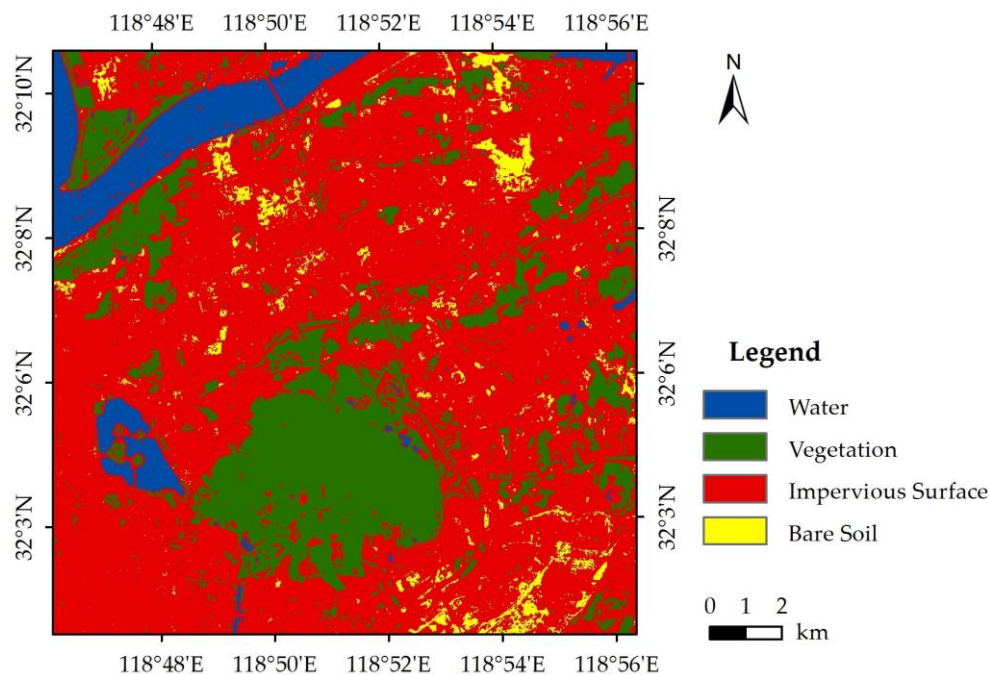 118°48'E 118°50'E 118°52'E 118°54'E 118°56'E
N
32°10'N
32°8'N
32°6'N
32°3'N
32°8'N
32°6'N
32°3'N
Legend
Water
Vegetation
Impervious Surface
Bare Soil
0 1 2
km
118°48'E 118°50'E 118°52'E 118°54'E 118°56'E